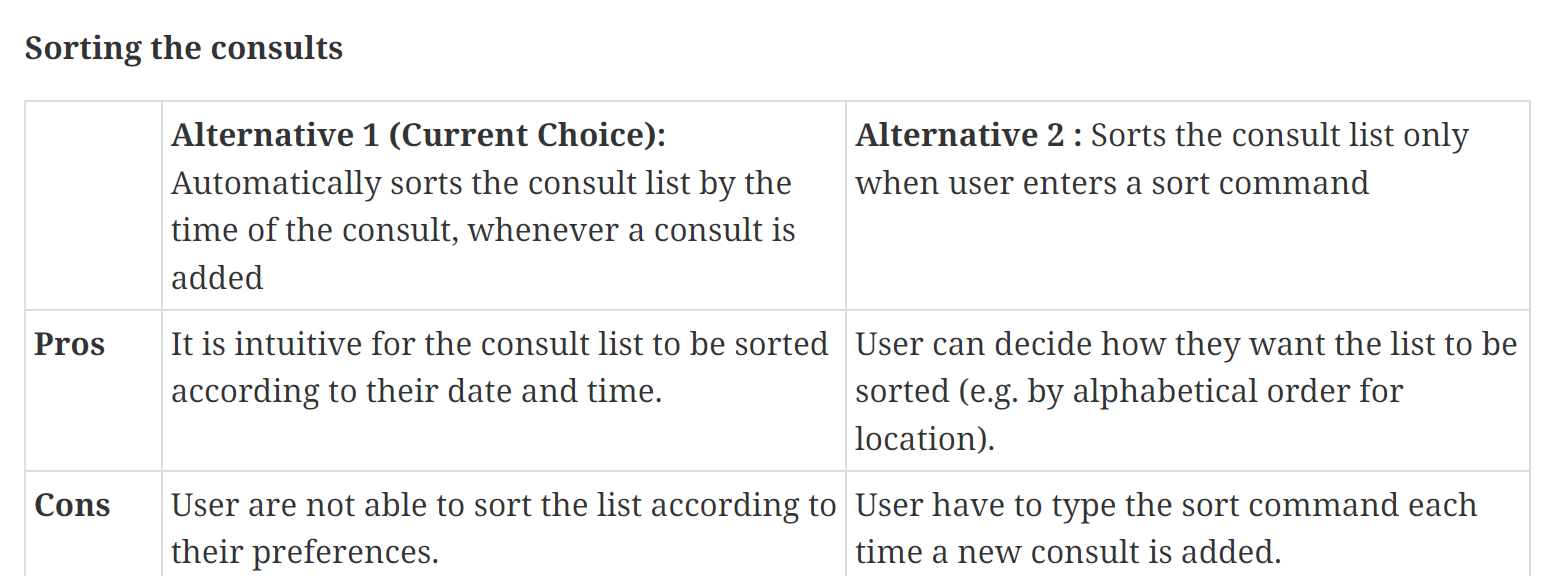 Sorting the consults
Alternative 1 (Current Choice):
Automatically sorts the consult list by the
time of the consult, whenever a consult is
added
Alternative 2 : Sorts the consult list only
when user enters a sort command
Pros
It is intuitive for the consult list to be sorted
according to their date and time.
User can decide how they want the list to be
sorted (e.g. by alphabetical order for
location).
Cons
User are not able to sort the list according to
their preferences.
User have to type the sort command each
time a new consult is added.